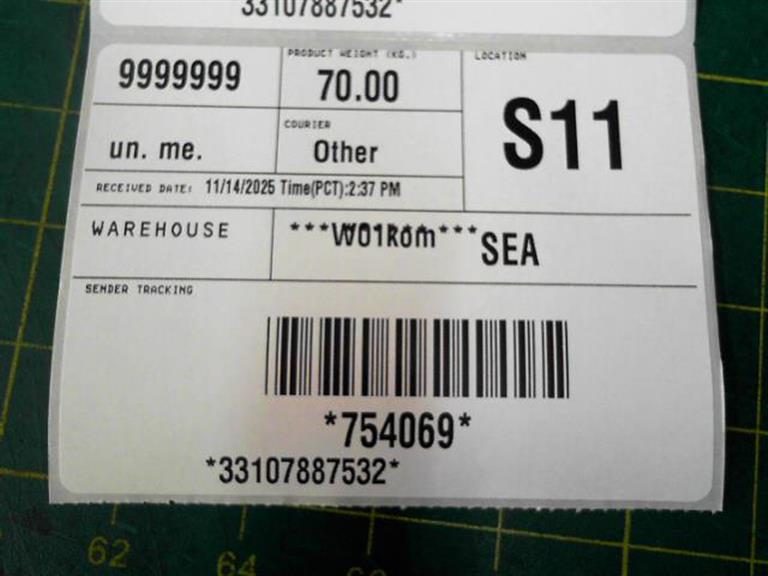 33107887532*
PRODUCT WEIGHT (KG.)
LOCATION
9999999
70.00
S11
COURIER
un. me.
Other
RECEIVED DATE: 11/14/2025 Time(PCT):2:37 PM
WAREHOUSE
SEA
SENDER TRACKING
*754069*
*33107887532*
62
64